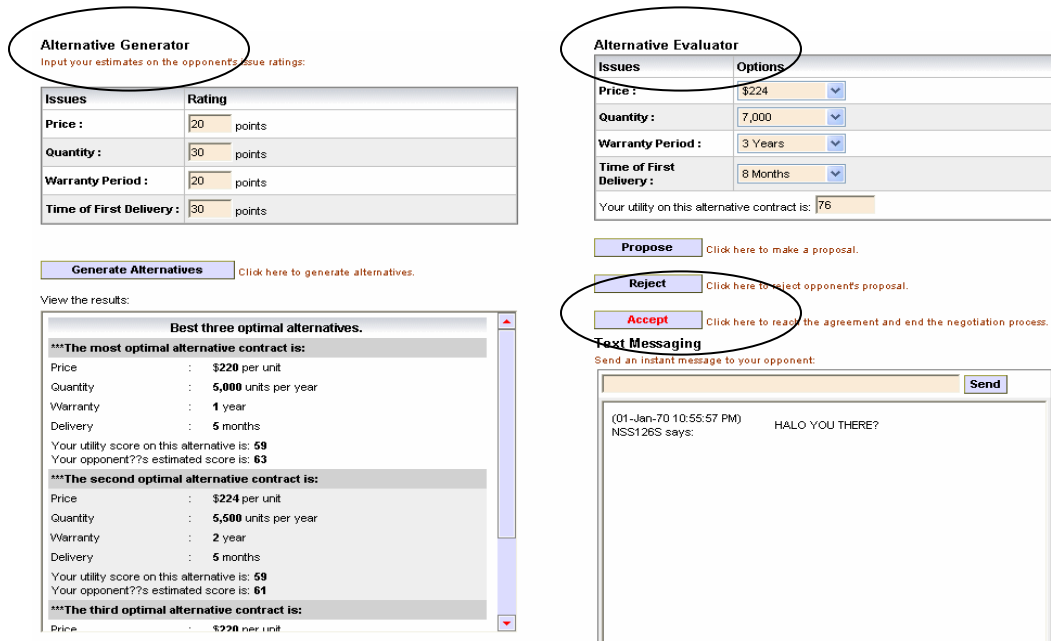 Alternative Generator
Input your estimates on the opponent's issue ratings:
Issues Rating
Price : 20 points
Quantity : 30 points
Warranty Period : 20 points
Time of First Delivery : 30 points
Generate Alternatives Click here to generate alternatives.
View the results:
Best three optimal alternatives.
***The most optimal alternative contract is:
Price : $220 per unit
Quantity : 5,000 units per year
Warranty : 1 year
Delivery : 5 months
Your utility score on this alternative is: 59
Your opponent??s estimated score is: 63
***The second optimal alternative contract is:
Price : $224 per unit
Quantity : 5,500 units per year
Warranty : 2 year
Delivery : 5 months
Your utility score on this alternative is: 59
Your opponent??s estimated score is: 61
***The third optimal alternative contract is:
Price : $220 per unit
Alternative Evaluator
Issues Options
Price : $224
Quantity : 7,000
Warranty Period : 3 Years
Time of First
Delivery : 8 Months
Your utility on this alternative contract is: 76
Propose Click here to make a proposal.
Reject Click here to reject opponent's proposal.
Accept Click here to reach the agreement and end the negotiation process.
Text Messaging
Send an instant message to your opponent:
Send
(01-Jan-70 10:55:57 PM) HALO YOU THERE?
NSS126S says: